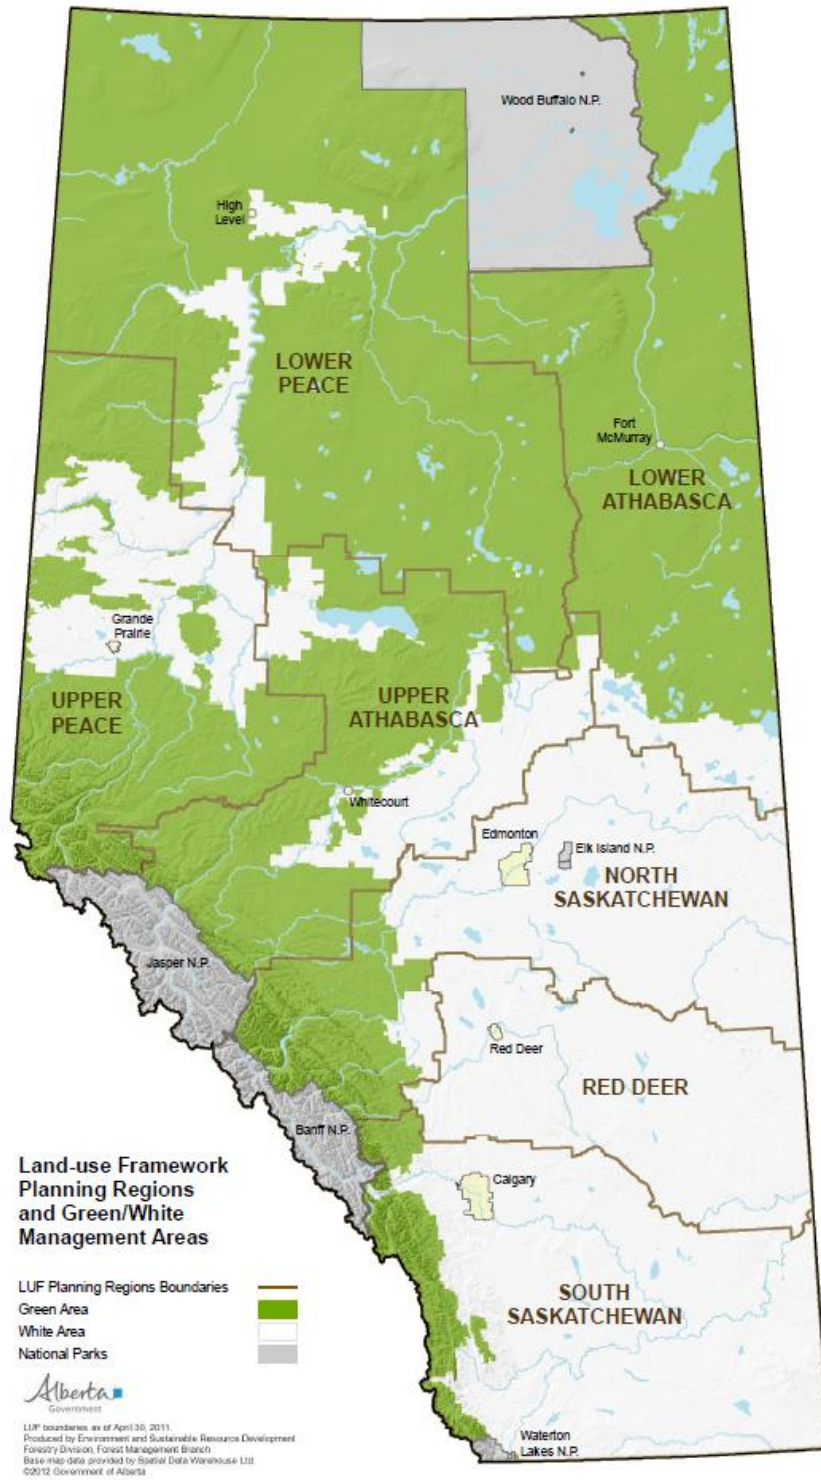 Wood Buffalo N.P.
High
Level
LOWER
PEACE
Fort
McMurray
LOWER
ATHABASCA
Grande
Prairie
UPPER
PEACE
UPPER
ATHABASCA
Whitecourt
Edmonton
Elk Island N.P.
NORTH
SASKATCHEWAN
Jasper N.P.
Red Deer
RED DEER
Banff N.P.
Calgary
SOUTH
SASKATCHEWAN
Waterton
Lakes N.P.
Land-use Framework
Planning Regions
and Green/White
Management Areas
LUF Planning Regions Boundaries
Green Area
White Area
National Parks
Alberta
Government
LUF boundaries as of April 30, 2011.
Produced by Environment and Sustainable Resource Development
Forestry Division, Forest Management Branch
Base map data provided by Spatial Data Warehouse Ltd.
©2012 Government of Alberta